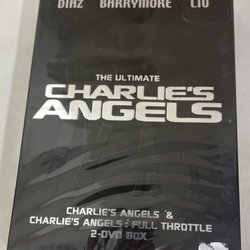 DIAZ BARRYMORE LIU
THE ULTIMATE
CHARLIE'S
ANGELS
CHARLIE'S ANGELS &
CHARLIE'S ANGELS: FULL THROTTLE
2-DVD BOX